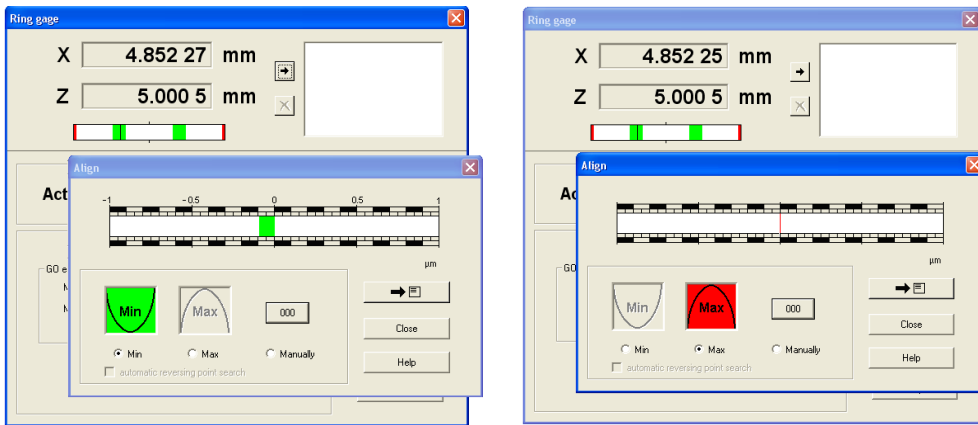 Ring gage
X 4.852 27 mm
Z 5.000 5 mm
Align
Act
-1 -0.5 0 0.5 1
µm
GO e
Min Max 000
Close
Min Max Manually
Help
automatic reversing point search
Ring gage
X 4.852 25 mm
Z 5.000 5 mm
Align
Ac
µm
GO
Min Max 000
Close
Min Max Manually
Help
automatic reversing point search